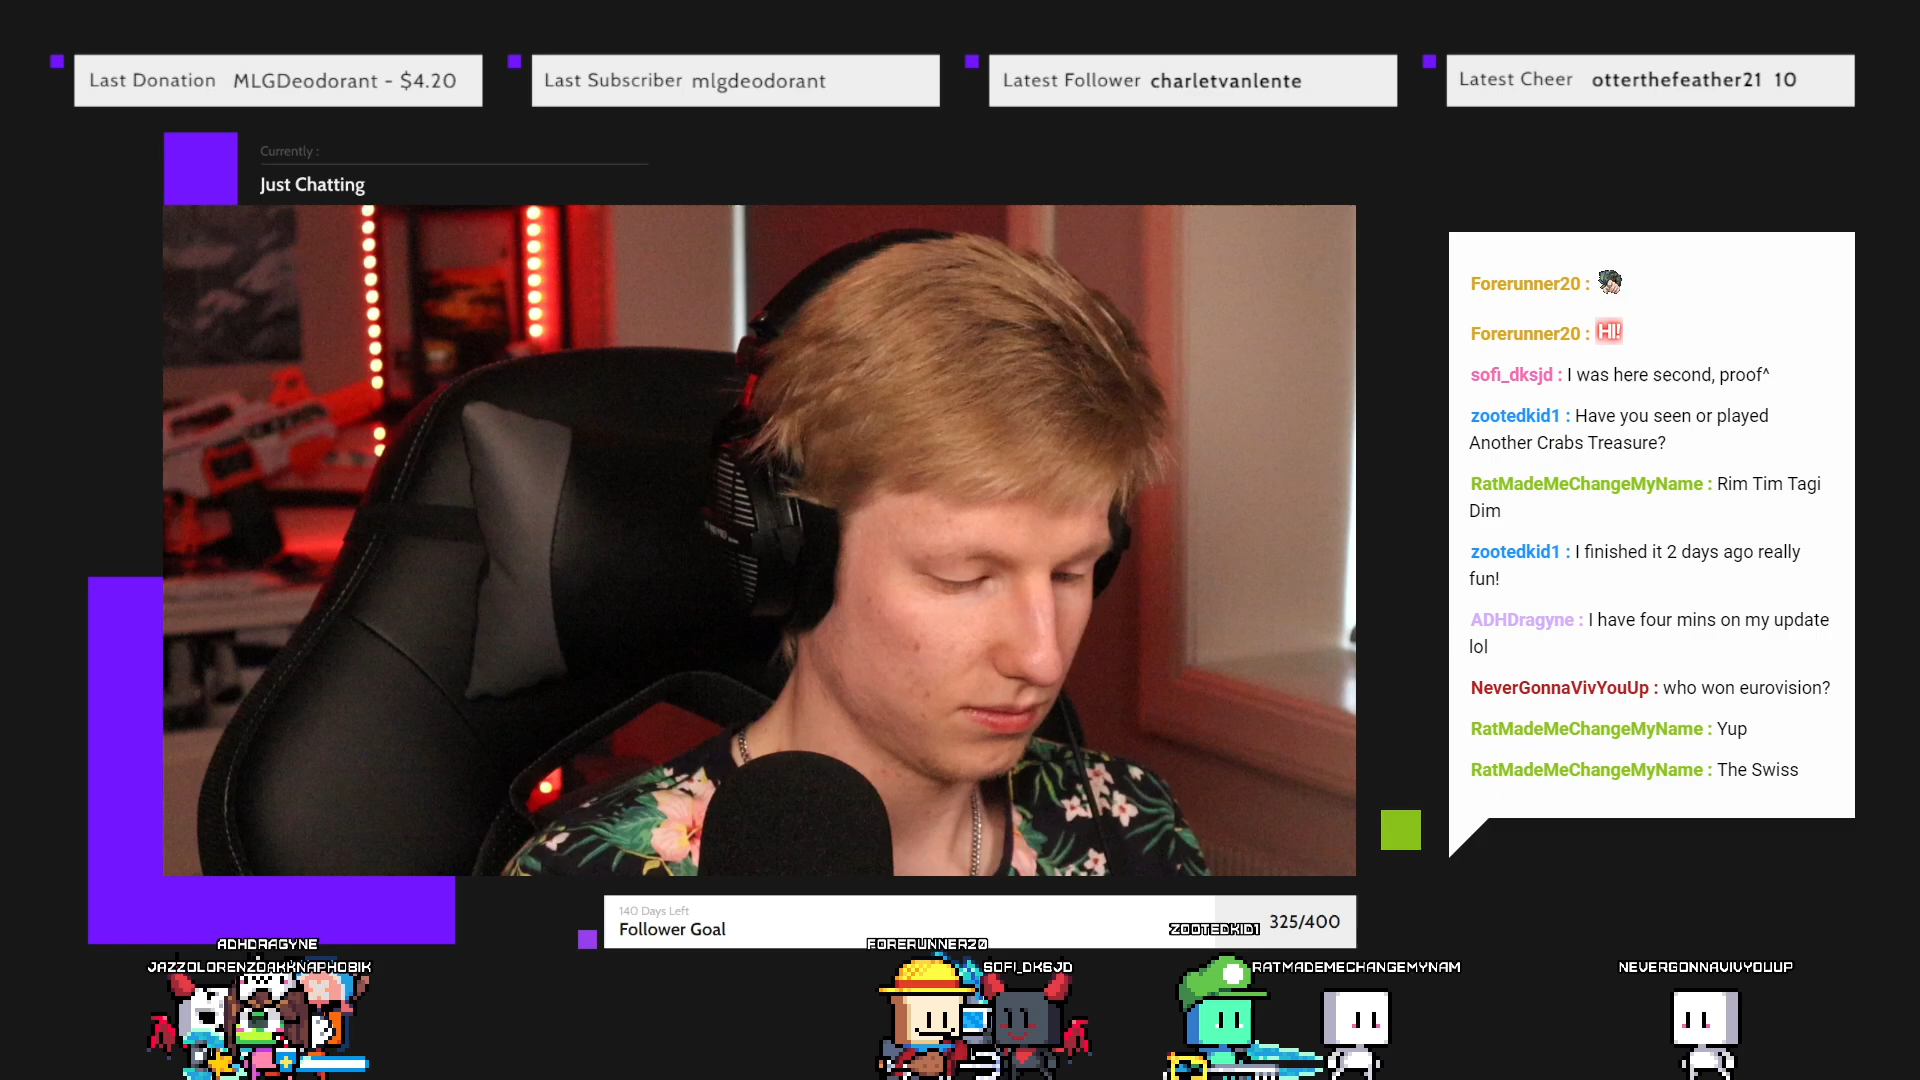 Last Donation MLGDeodorant - $4.20
Last Subscriber mlgdeodorant
Latest Follower charletvanlente
Latest Cheer otterthefeather21 10
Currently :
Just Chatting
Forerunner20 :
Forerunner20 : HI!
sofi_dksjd : I was here second, proof^
zootedkid1 : Have you seen or played
Another Crabs Treasure?
RatMadeMeChangeMyName : Rim Tim Tagi
Dim
zootedkid1 : I finished it 2 days ago really
fun!
ADHDragyne : I have four mins on my update
lol
NeverGonnaVivYouUp : who won eurovision?
RatMadeMeChangeMyName : Yup
RatMadeMeChangeMyName : The Swiss
140 Days Left
Follower Goal
325/400
ZOOTEDKID1
ADHDRAGYNE
FORERUNNER20
SOFI_DKSJD
RATMADEMECHANGEMYNAM
NEVERGONNAVIVYOUUP